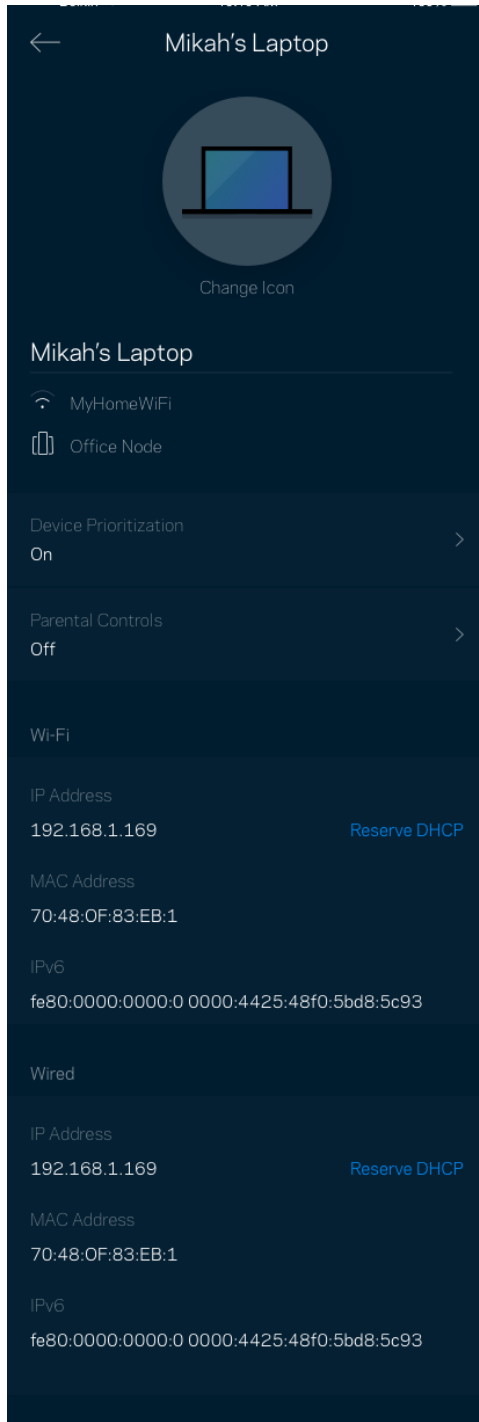 Mikah's Laptop
Change Icon
Mikah's Laptop
MyHomeWiFi
Office Node
Device Prioritization
On
Parental Controls
Off
Wi-Fi
IP Address
192.168.1.169 Reserve DHCP
MAC Address
70:48:0F:83:EB:1
IPv6
fe80:0000:0000:0 0000:4425:48f0:5bd8:5c93
Wired
IP Address
192.168.1.169 Reserve DHCP
MAC Address
70:48:0F:83:EB:1
IPv6
fe80:0000:0000:0 0000:4425:48f0:5bd8:5c93